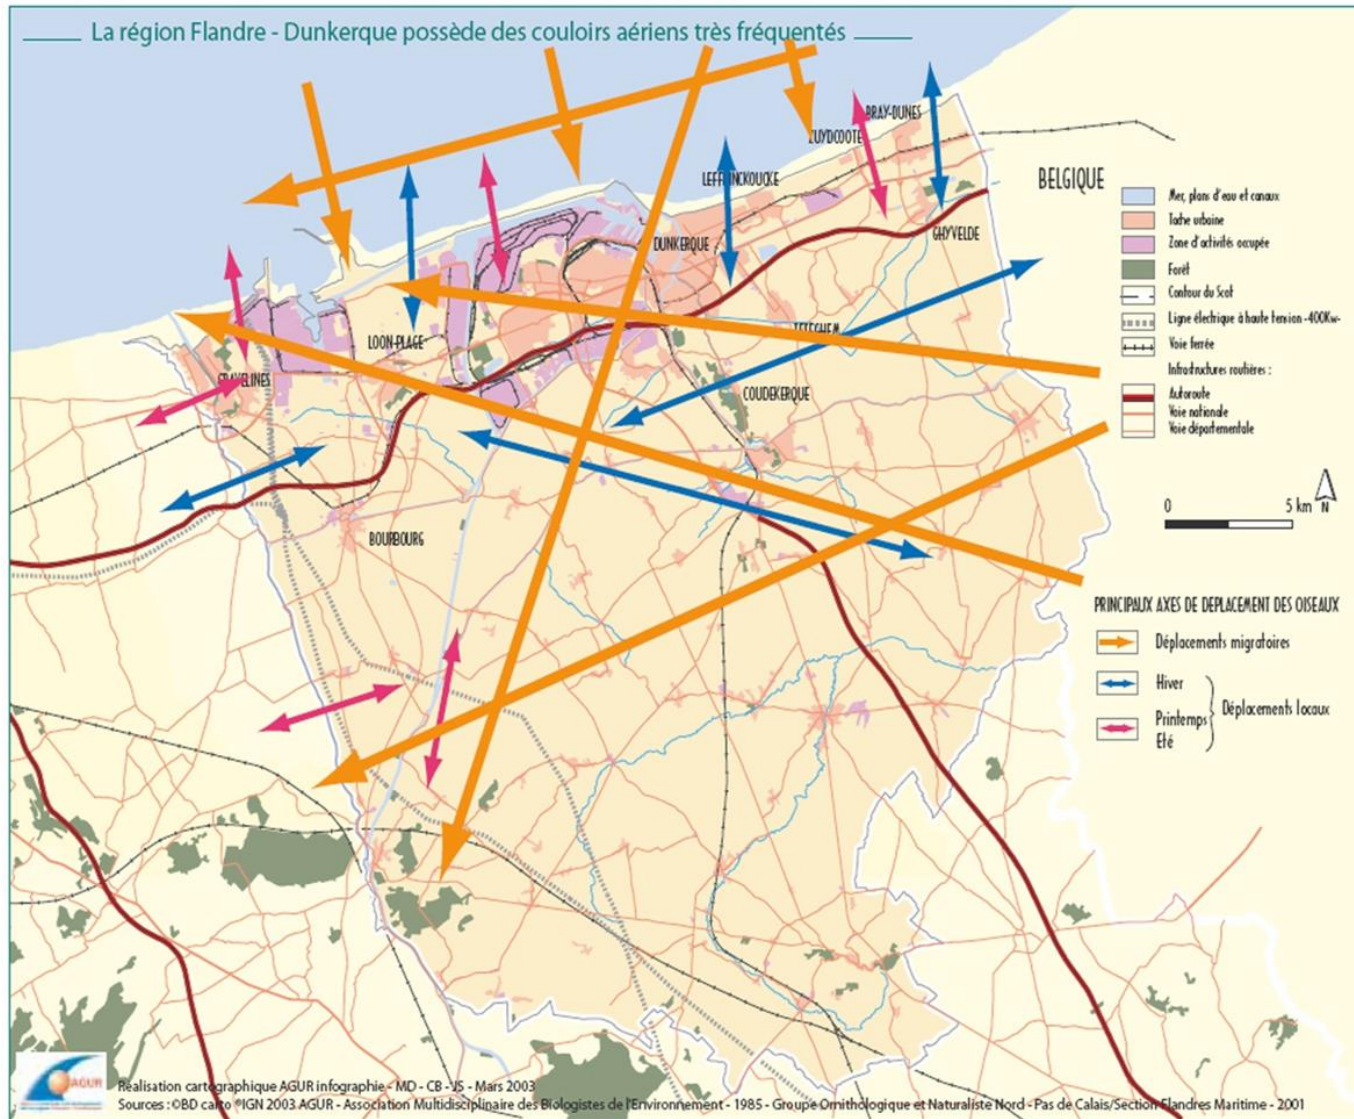 La région Flandre - Dunkerque possède des couloirs aériens très fréquentés
BRAY-DUNES
ZUYDCOOTE
LEFFRINCKOUCKE
BELGIQUE
DUNKERQUE
GHYVELDE
LOON-PLAGE
TETEGHEM
GRAVELINES
COUDEKERQUE
BOURBOURG
Mer, plans d'eau et canaux
Tache urbaine
Zone d'activités occupée
Forêt
Contour du Scot
Ligne électrique à haute tension -400Kw-
Voie ferrée
Infrastructures routières :
Autoroute
Voie nationale
Voie départementale
0 5 km N
PRINCIPAUX AXES DE DEPLACEMENT DES OISEAUX
Déplacements migratoires
Hiver
Déplacements locaux
Printemps
Eté
AGUR
Réalisation cartographique AGUR infographie - MD - CB - JS - Mars 2003
Sources : ©BD carto ®IGN 2003 AGUR - Association Multidisciplinaire des Biologistes de l'Environnement - 1985 - Groupe Ornithologique et Naturaliste Nord - Pas de Calais/Section Flandres Maritime - 2001